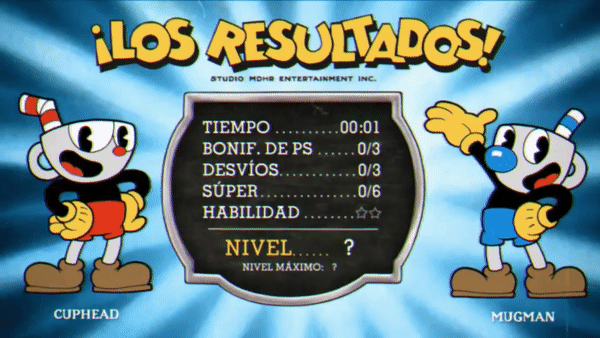 ¡LOS RESULTADOS!
STUDIO MDHR ENTERTAINMENT INC.
TIEMPO ..........00:01
BONIF. DE PS ......0/3
DESVÍOS.............0/3
SÚPER................0/6
HABILIDAD ........☆☆
NIVEL...... ?
NIVEL MÁXIMO: ?
CUPHEAD
MUGMAN